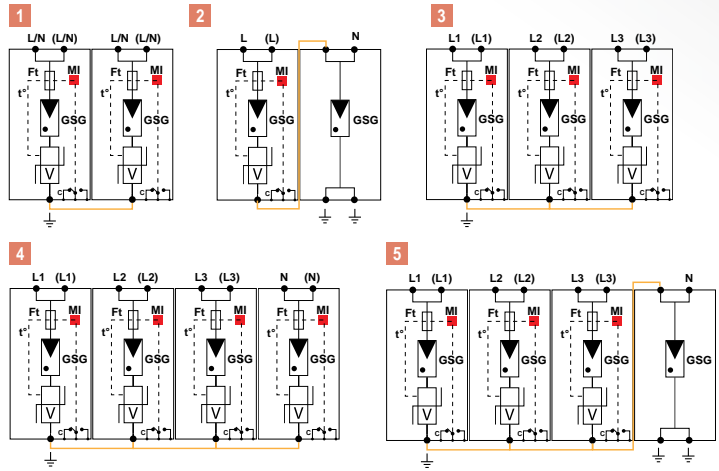 1
L/N (L/N) L/N (L/N)
Ft MI Ft MI
t° t°
GSG GSG
V V
C C
2
L (L) N
Ft MI
t°
GSG GSG
V
C
3
L1 (L1) L2 (L2) L3 (L3)
Ft MI Ft MI Ft MI
t° t° t°
GSG GSG GSG
V V V
C C C
4
L1 (L1) L2 (L2) L3 (L3) N (N)
Ft MI Ft MI Ft MI Ft MI
t° t° t° t°
GSG GSG GSG GSG
V V V V
C C C C
5
L1 (L1) L2 (L2) L3 (L3) N
Ft MI Ft MI Ft MI
t° t° t°
GSG GSG GSG GSG
V V V
C C C